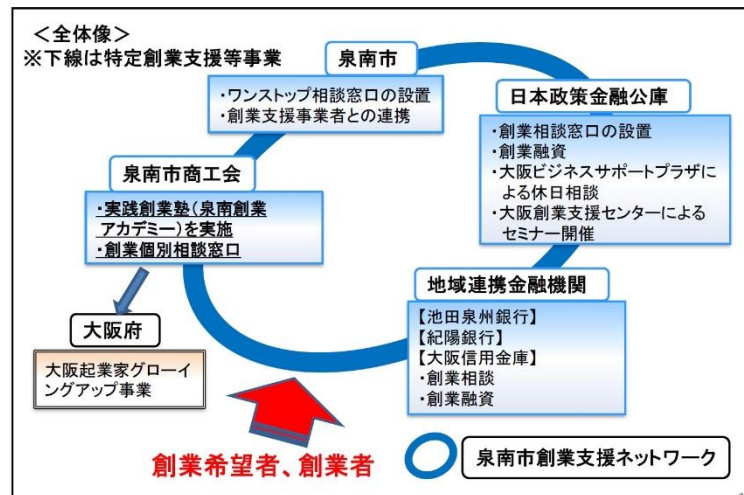 ＜全体像＞
※下線は特定創業支援等事業
泉南市
・ワンストップ相談窓口の設置
・創業支援事業者との連携
日本政策金融公庫
・創業相談窓口の設置
・創業融資
・大阪ビジネスサポートプラザに
よる休日相談
・大阪創業支援センターによる
セミナー開催
泉南市商工会
・実践創業塾（泉南創業
アカデミー）を実施
・創業個別相談窓口
地域連携金融機関
【池田泉州銀行】
【紀陽銀行】
【大阪信用金庫】
・創業相談
・創業融資
大阪府
大阪起業家グローイ
ングアップ事業
創業希望者、創業者
泉南市創業支援ネットワーク